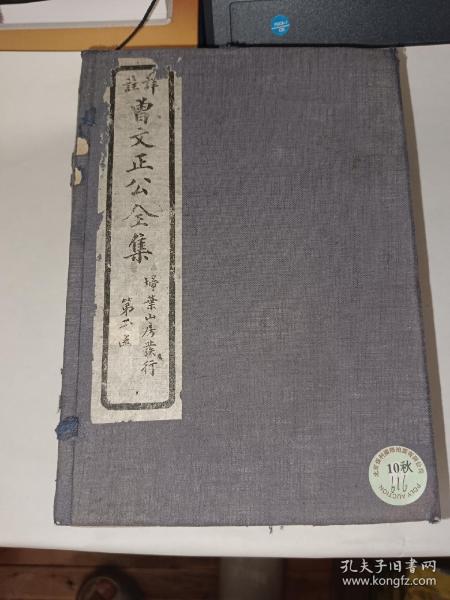 詳註
曾文正公全集
掃葉山房發行
第五函
北京保利國際拍賣有限公司
10秋
116
POLY AUCTION
孔夫子旧书网
www.kongfz.com